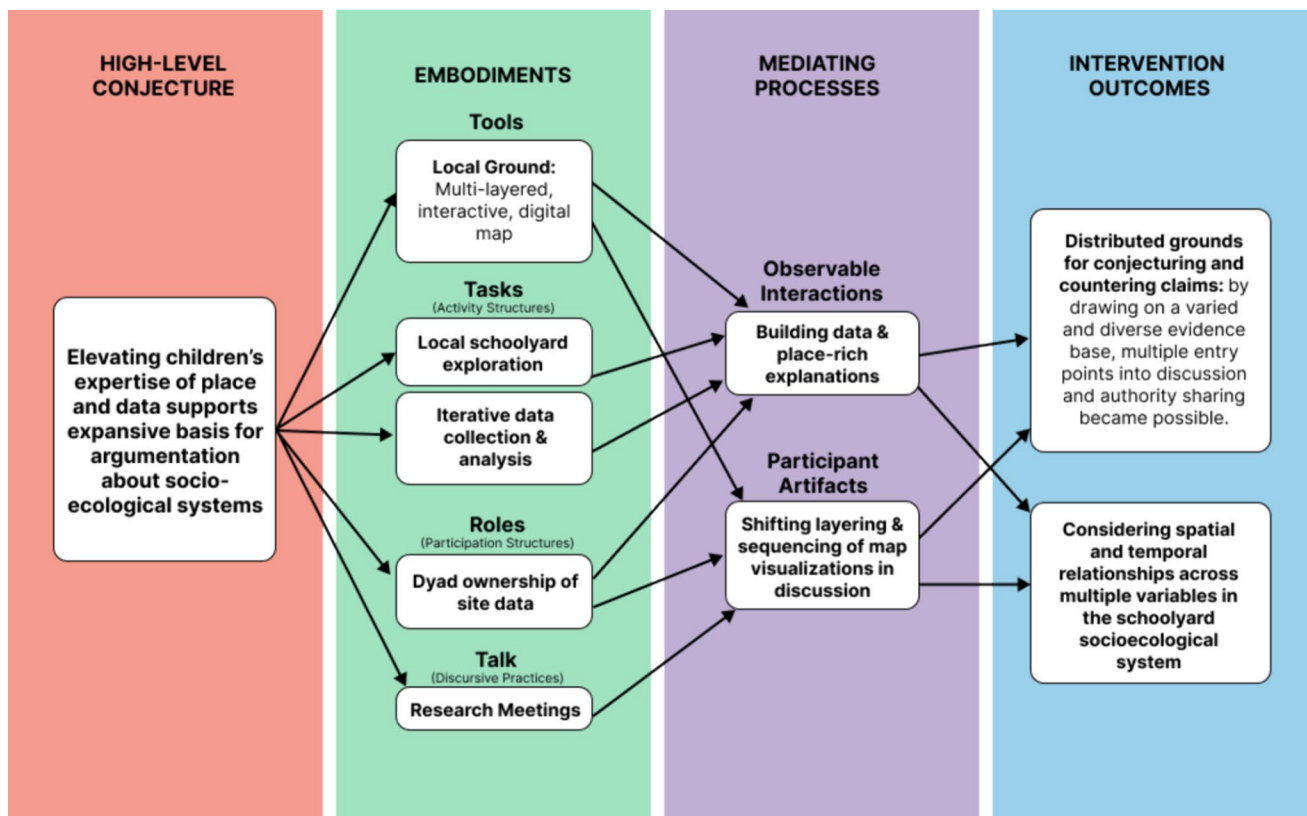 HIGH-LEVEL
CONJECTURE
Elevating children’s
expertise of place
and data supports
expansive basis for
argumentation
about socio-
ecological systems
EMBODIMENTS
Tools
Local Ground:
Multi-layered,
interactive, digital
map
Tasks
(Activity Structures)
Local schoolyard
exploration
Iterative data
collection &
analysis
Roles
(Participation Structures)
Dyad ownership of
site data
Talk
(Discursive Practices)
Research Meetings
MEDIATING
PROCESSES
Observable
Interactions
Building data &
place-rich
explanations
Participant
Artifacts
Shifting layering &
sequencing of map
visualizations in
discussion
INTERVENTION
OUTCOMES
Distributed grounds
for conjecturing and
countering claims: by
drawing on a varied
and diverse evidence
base, multiple entry
points into discussion
and authority sharing
became possible.
Considering spatial
and temporal
relationships across
multiple variables in
the schoolyard
socioecological
system